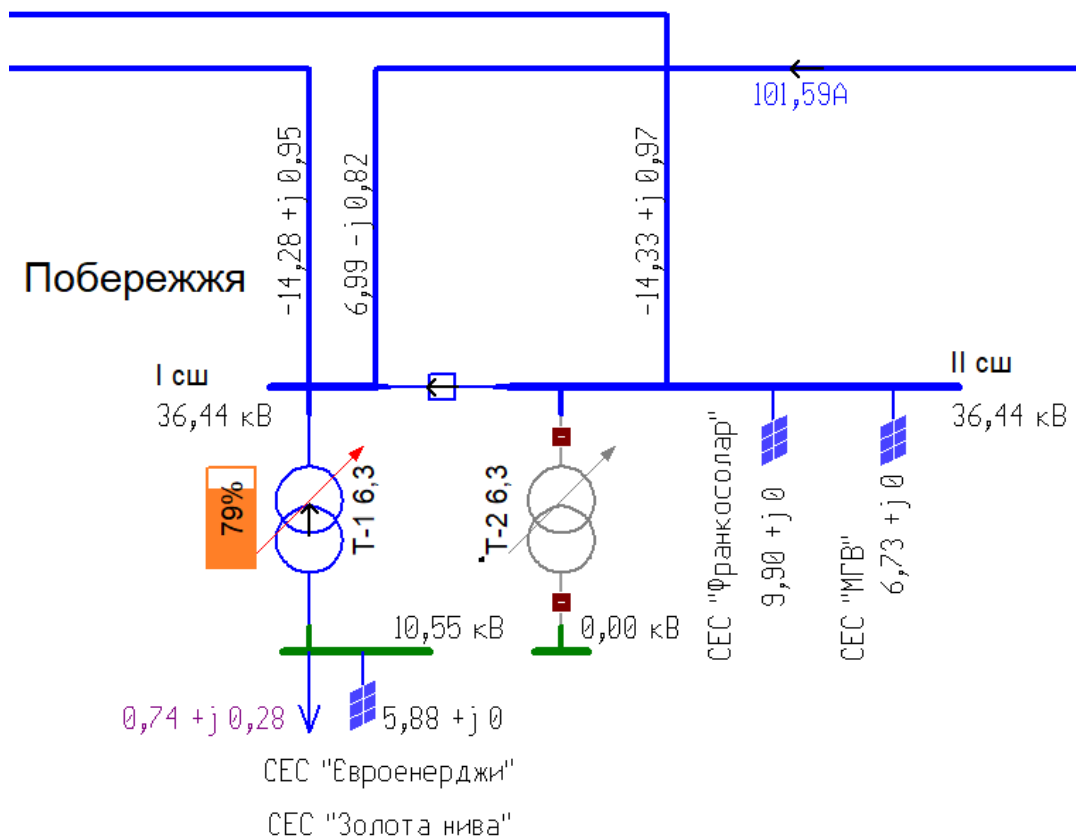 101,59А
-14,28 +j 0,95
6,99 -j 0,82
-14,33 +j 0,97
Побережжя
I сш
36,44 кВ
II сш
36,44 кВ
79%
Т-1 6,3
Т-2 6,3
СЕС "Франкосолар"
9,90 +j 0
СЕС "МГВ"
6,73 +j 0
10,55 кВ
0,00 кВ
0,74 +j 0,28
5,88 +j 0
СЕС "Євроенерджи"
СЕС "Золота нива"